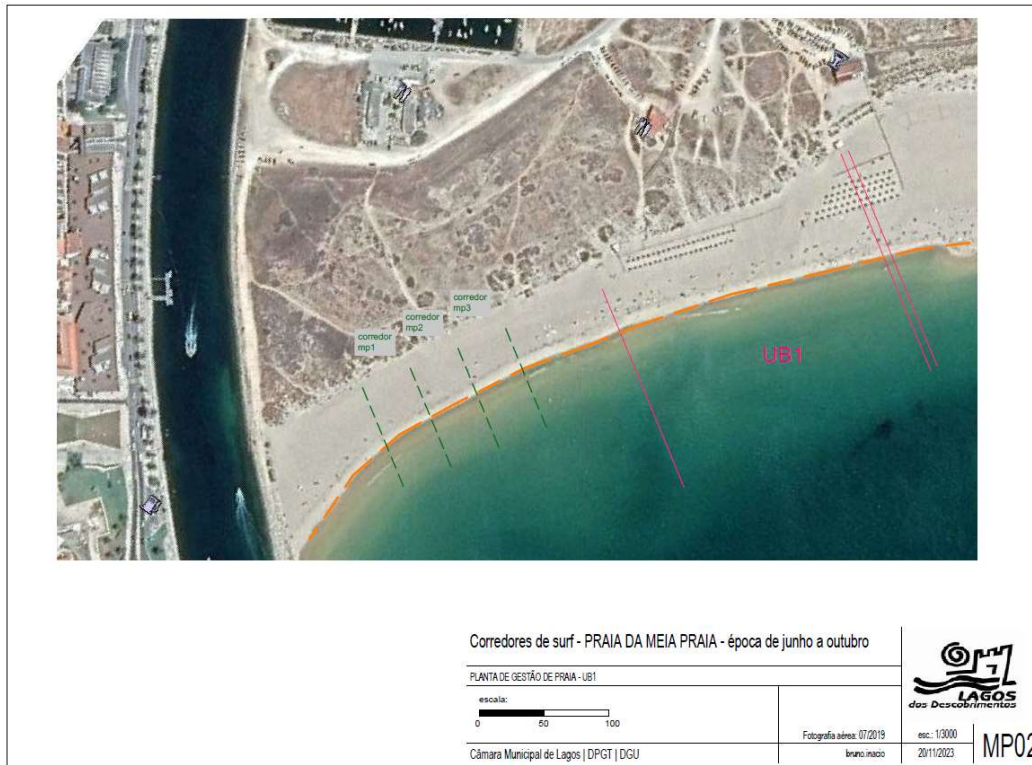 corredor
mp1
corredor
mp2
corredor
mp3
UB1
Corredores de surf - PRAIA DA MEIA PRAIA - época de junho a outubro
PLANTA DE GESTÃO DE PRAIA - UB1
escala:
0 50 100
Fotografia aérea: 07/2019
esc.: 1/3000
Câmara Municipal de Lagos | DPGT | DGU
bruno.inacio
20/11/2023
MP02
LAGOS
dos Descobrimentos